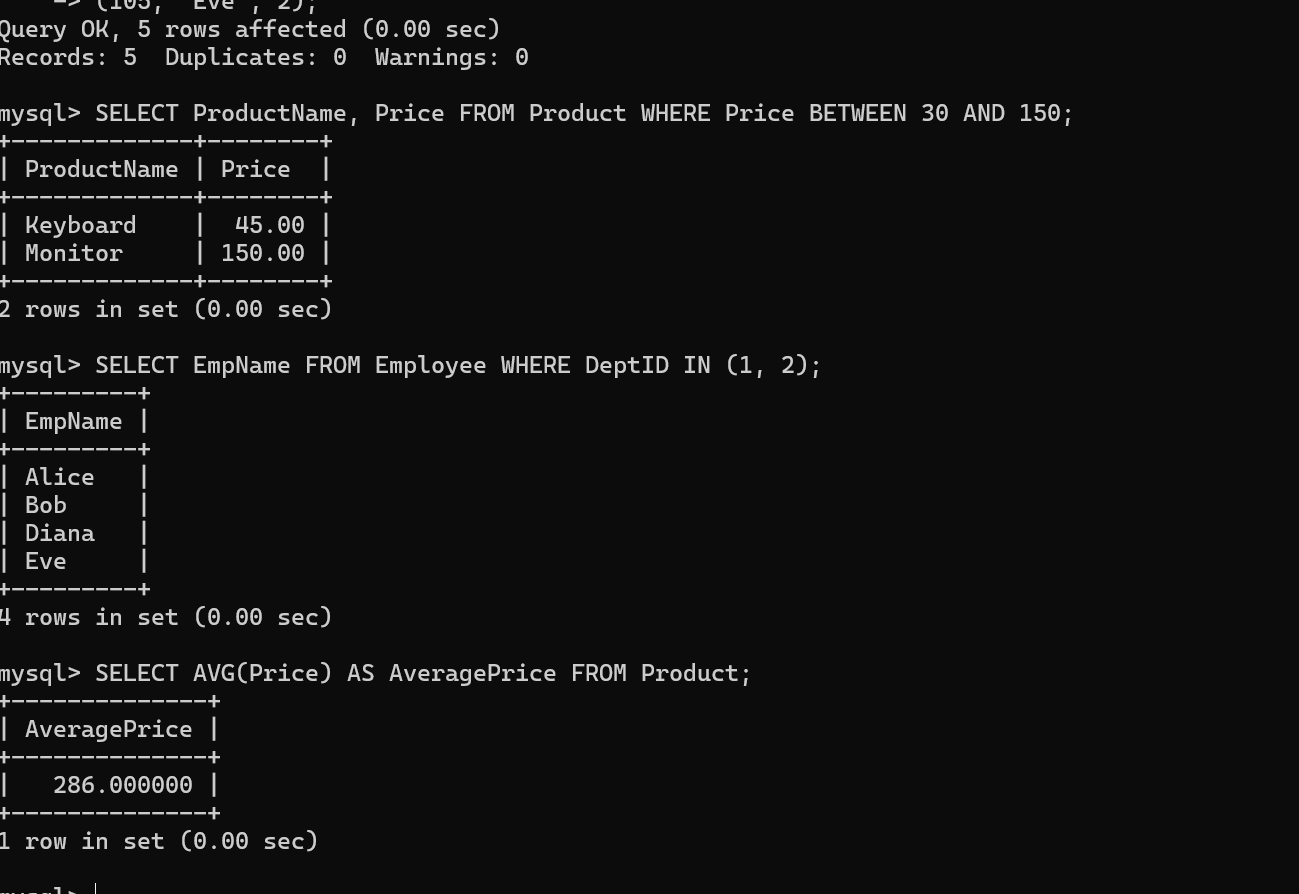 -> (105, 'Eve', 2);
Query OK, 5 rows affected (0.00 sec)
Records: 5  Duplicates: 0  Warnings: 0
mysql> SELECT ProductName, Price FROM Product WHERE Price BETWEEN 30 AND 150;
+-------------+--------+
| ProductName | Price  |
+-------------+--------+
| Keyboard    |  45.00 |
| Monitor     | 150.00 |
+-------------+--------+
2 rows in set (0.00 sec)
mysql> SELECT EmpName FROM Employee WHERE DeptID IN (1, 2);
+---------+
| EmpName |
+---------+
| Alice   |
| Bob     |
| Diana   |
| Eve     |
+---------+
4 rows in set (0.00 sec)
mysql> SELECT AVG(Price) AS AveragePrice FROM Product;
+--------------+
| AveragePrice |
+--------------+
|   286.000000 |
+--------------+
1 row in set (0.00 sec)
mysql>